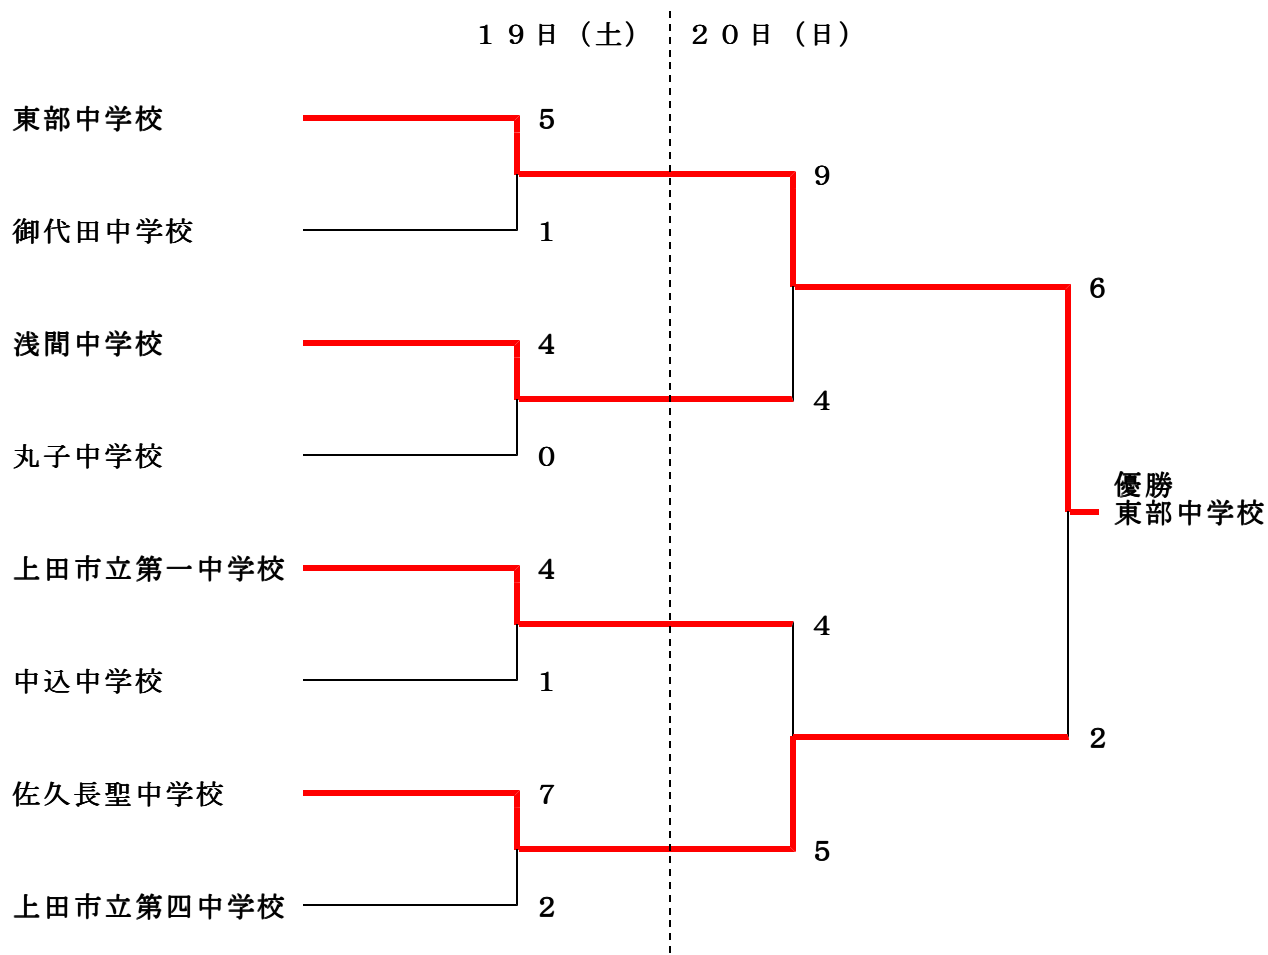 １９日（土）
２０日（日）
東部中学校
５
９
御代田中学校
１
６
浅間中学校
４
４
丸子中学校
０
優勝
東部中学校
上田市立第一中学校
４
４
中込中学校
１
２
佐久長聖中学校
７
５
上田市立第四中学校
２